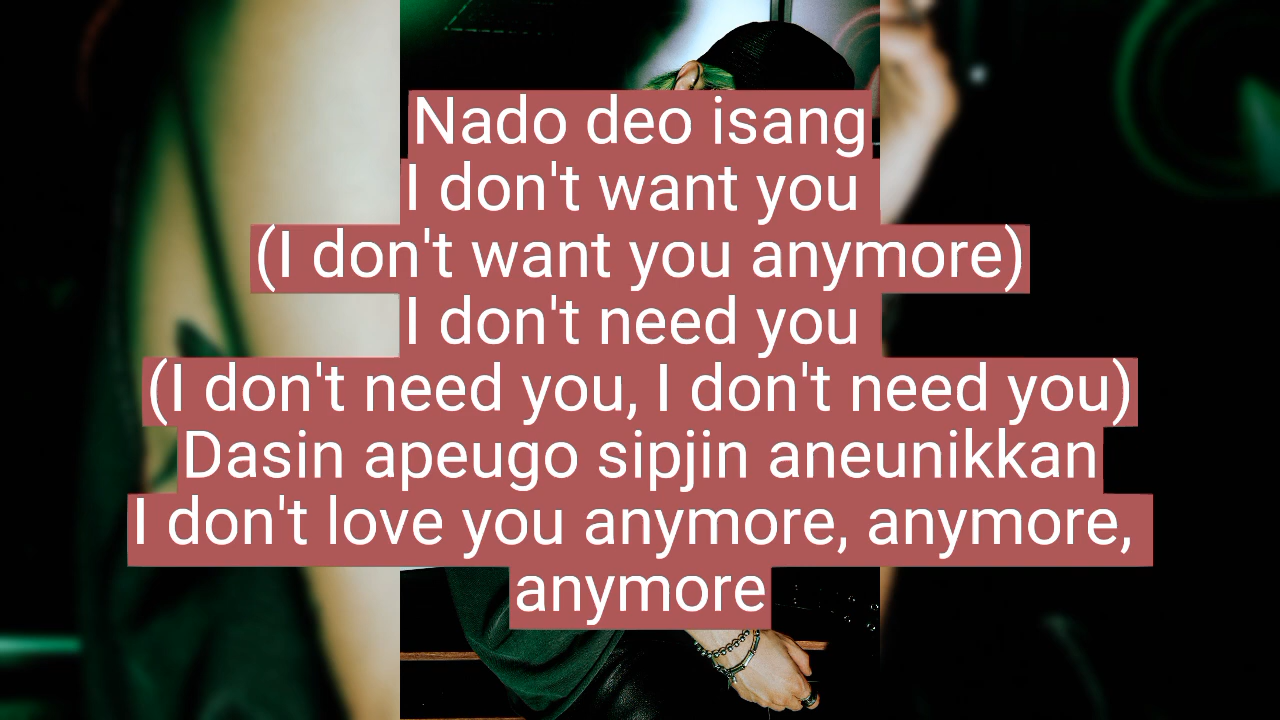 Nado deo isang
I don't want you
(I don't want you anymore)
I don't need you
(I don't need you, I don't need you)
Dasin apeugo sipjin aneunikkan
I don't love you anymore, anymore,
anymore